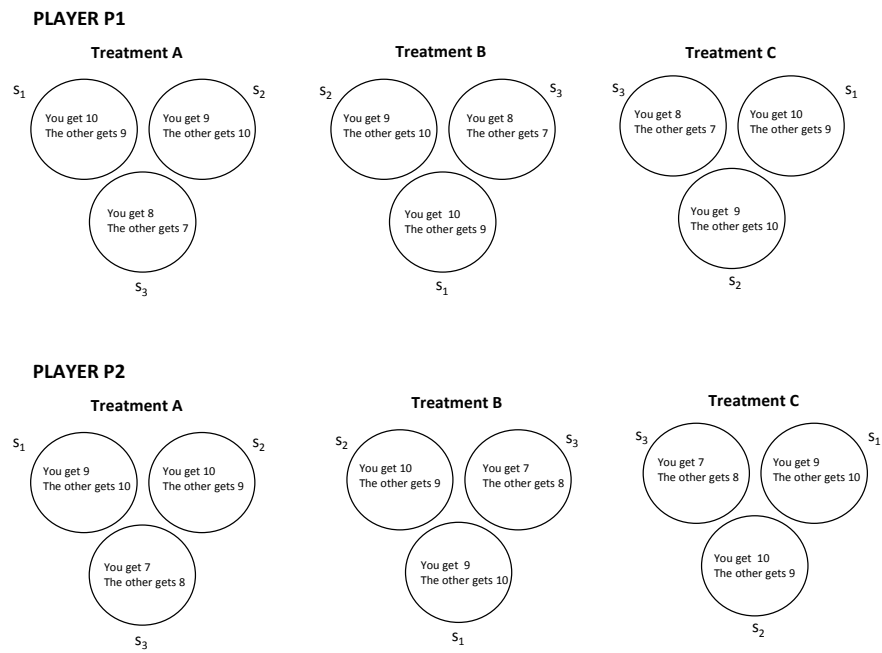 PLAYER P1
Treatment A
Treatment B
Treatment C
s1
You get 10
The other gets 9
s2
You get 9
The other gets 10
You get 8
The other gets 7
s3
s2
You get 9
The other gets 10
s3
You get 8
The other gets 7
You get  10
The other gets 9
s1
s3
You get 8
The other gets 7
s1
You get 10
The other gets 9
You get  9
The other gets 10
s2
PLAYER P2
Treatment A
Treatment B
Treatment C
s1
You get 9
The other gets 10
s2
You get 10
The other gets 9
You get 7
The other gets 8
s3
s2
You get 10
The other gets 9
s3
You get 7
The other gets 8
You get  9
The other gets 10
s1
s3
You get 7
The other gets 8
s1
You get 9
The other gets 10
You get  10
The other gets 9
s2